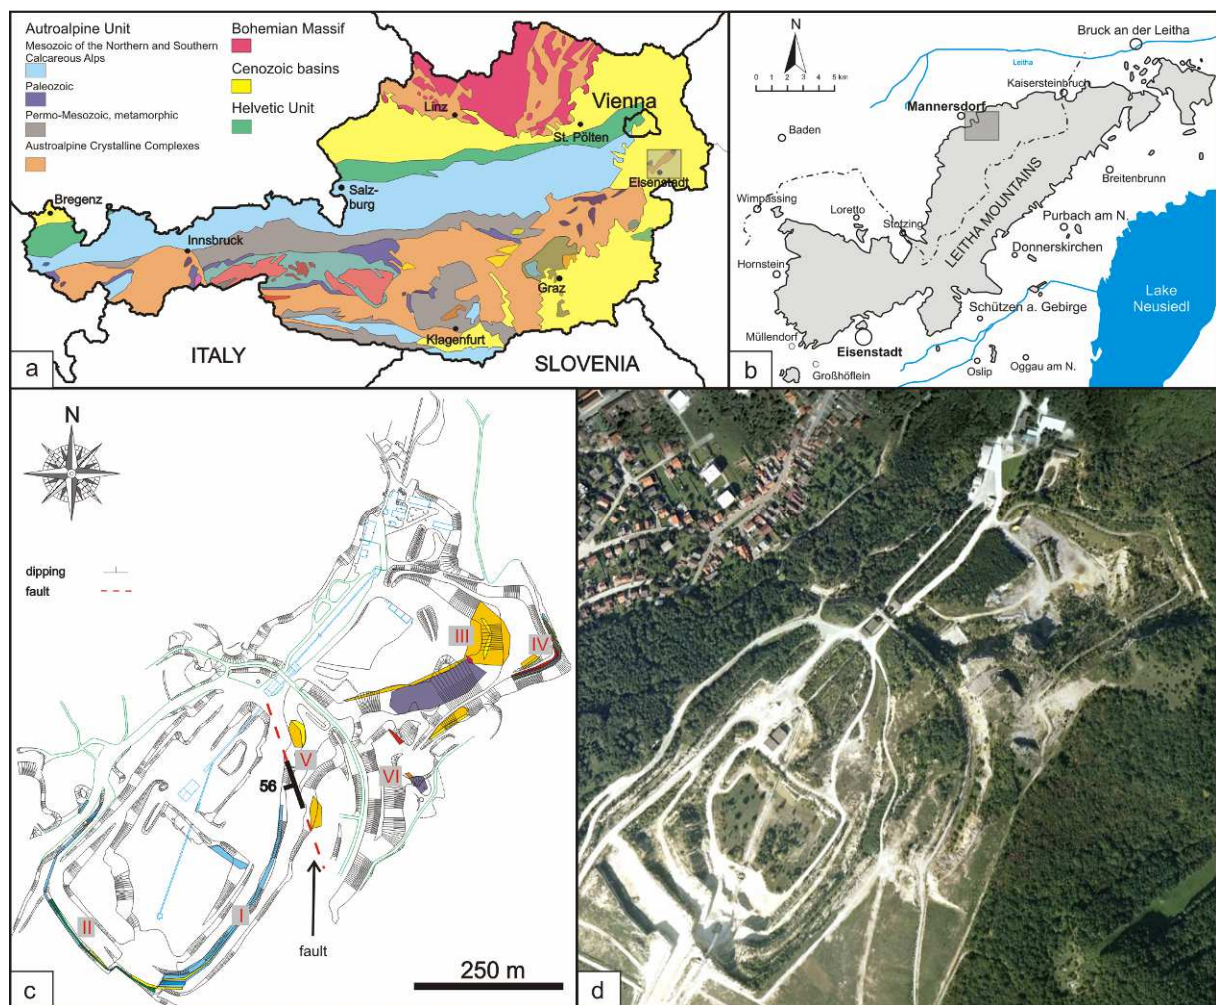 Autroalpine Unit
Mesozoic of the Northern and Southern
Calcareous Alps
Paleozoic
Permo-Mesozoic, metamorphic
Austroalpine Crystalline Complexes
Bohemian Massif
Cenozoic basins
Helvetic Unit
Linz
Vienna
St. Pölten
Eisenstadt
Salz-
burg
Bregenz
Innsbruck
Graz
Klagenfurt
ITALY
SLOVENIA
a
N
0 1 2 3 4 5 km
Bruck an der Leitha
Leitha
Kaisersteinbruch
Mannersdorf
Baden
Breitenbrunn
Wimpassing
Loretto
Stotzing
LEITHA MOUNTAINS
Purbach am N.
Donnerskirchen
Hornstein
Lake
Neusiedl
Schützen a. Gebirge
Müllendorf
Eisenstadt
Großhöflein
Oslip
Oggau am N.
b
N
dipping
fault
III
IV
V
56
VI
I
II
fault
250 m
c
d